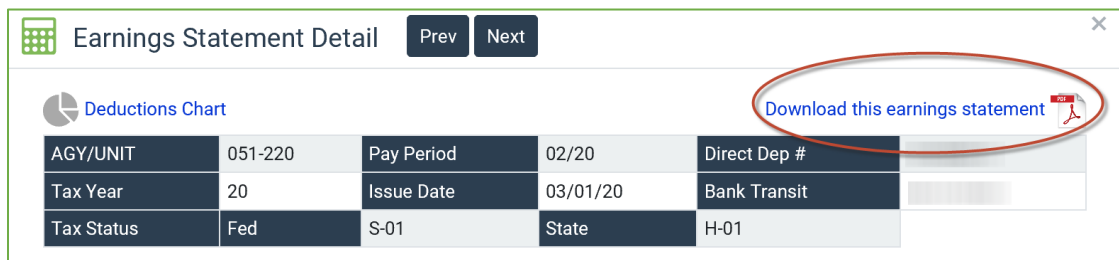 Earnings Statement Detail Prev Next ×
Deductions Chart Download this earnings statement PDF
AGY/UNIT 051-220 Pay Period 02/20 Direct Dep #
Tax Year 20 Issue Date 03/01/20 Bank Transit
Tax Status Fed S-01 State H-01